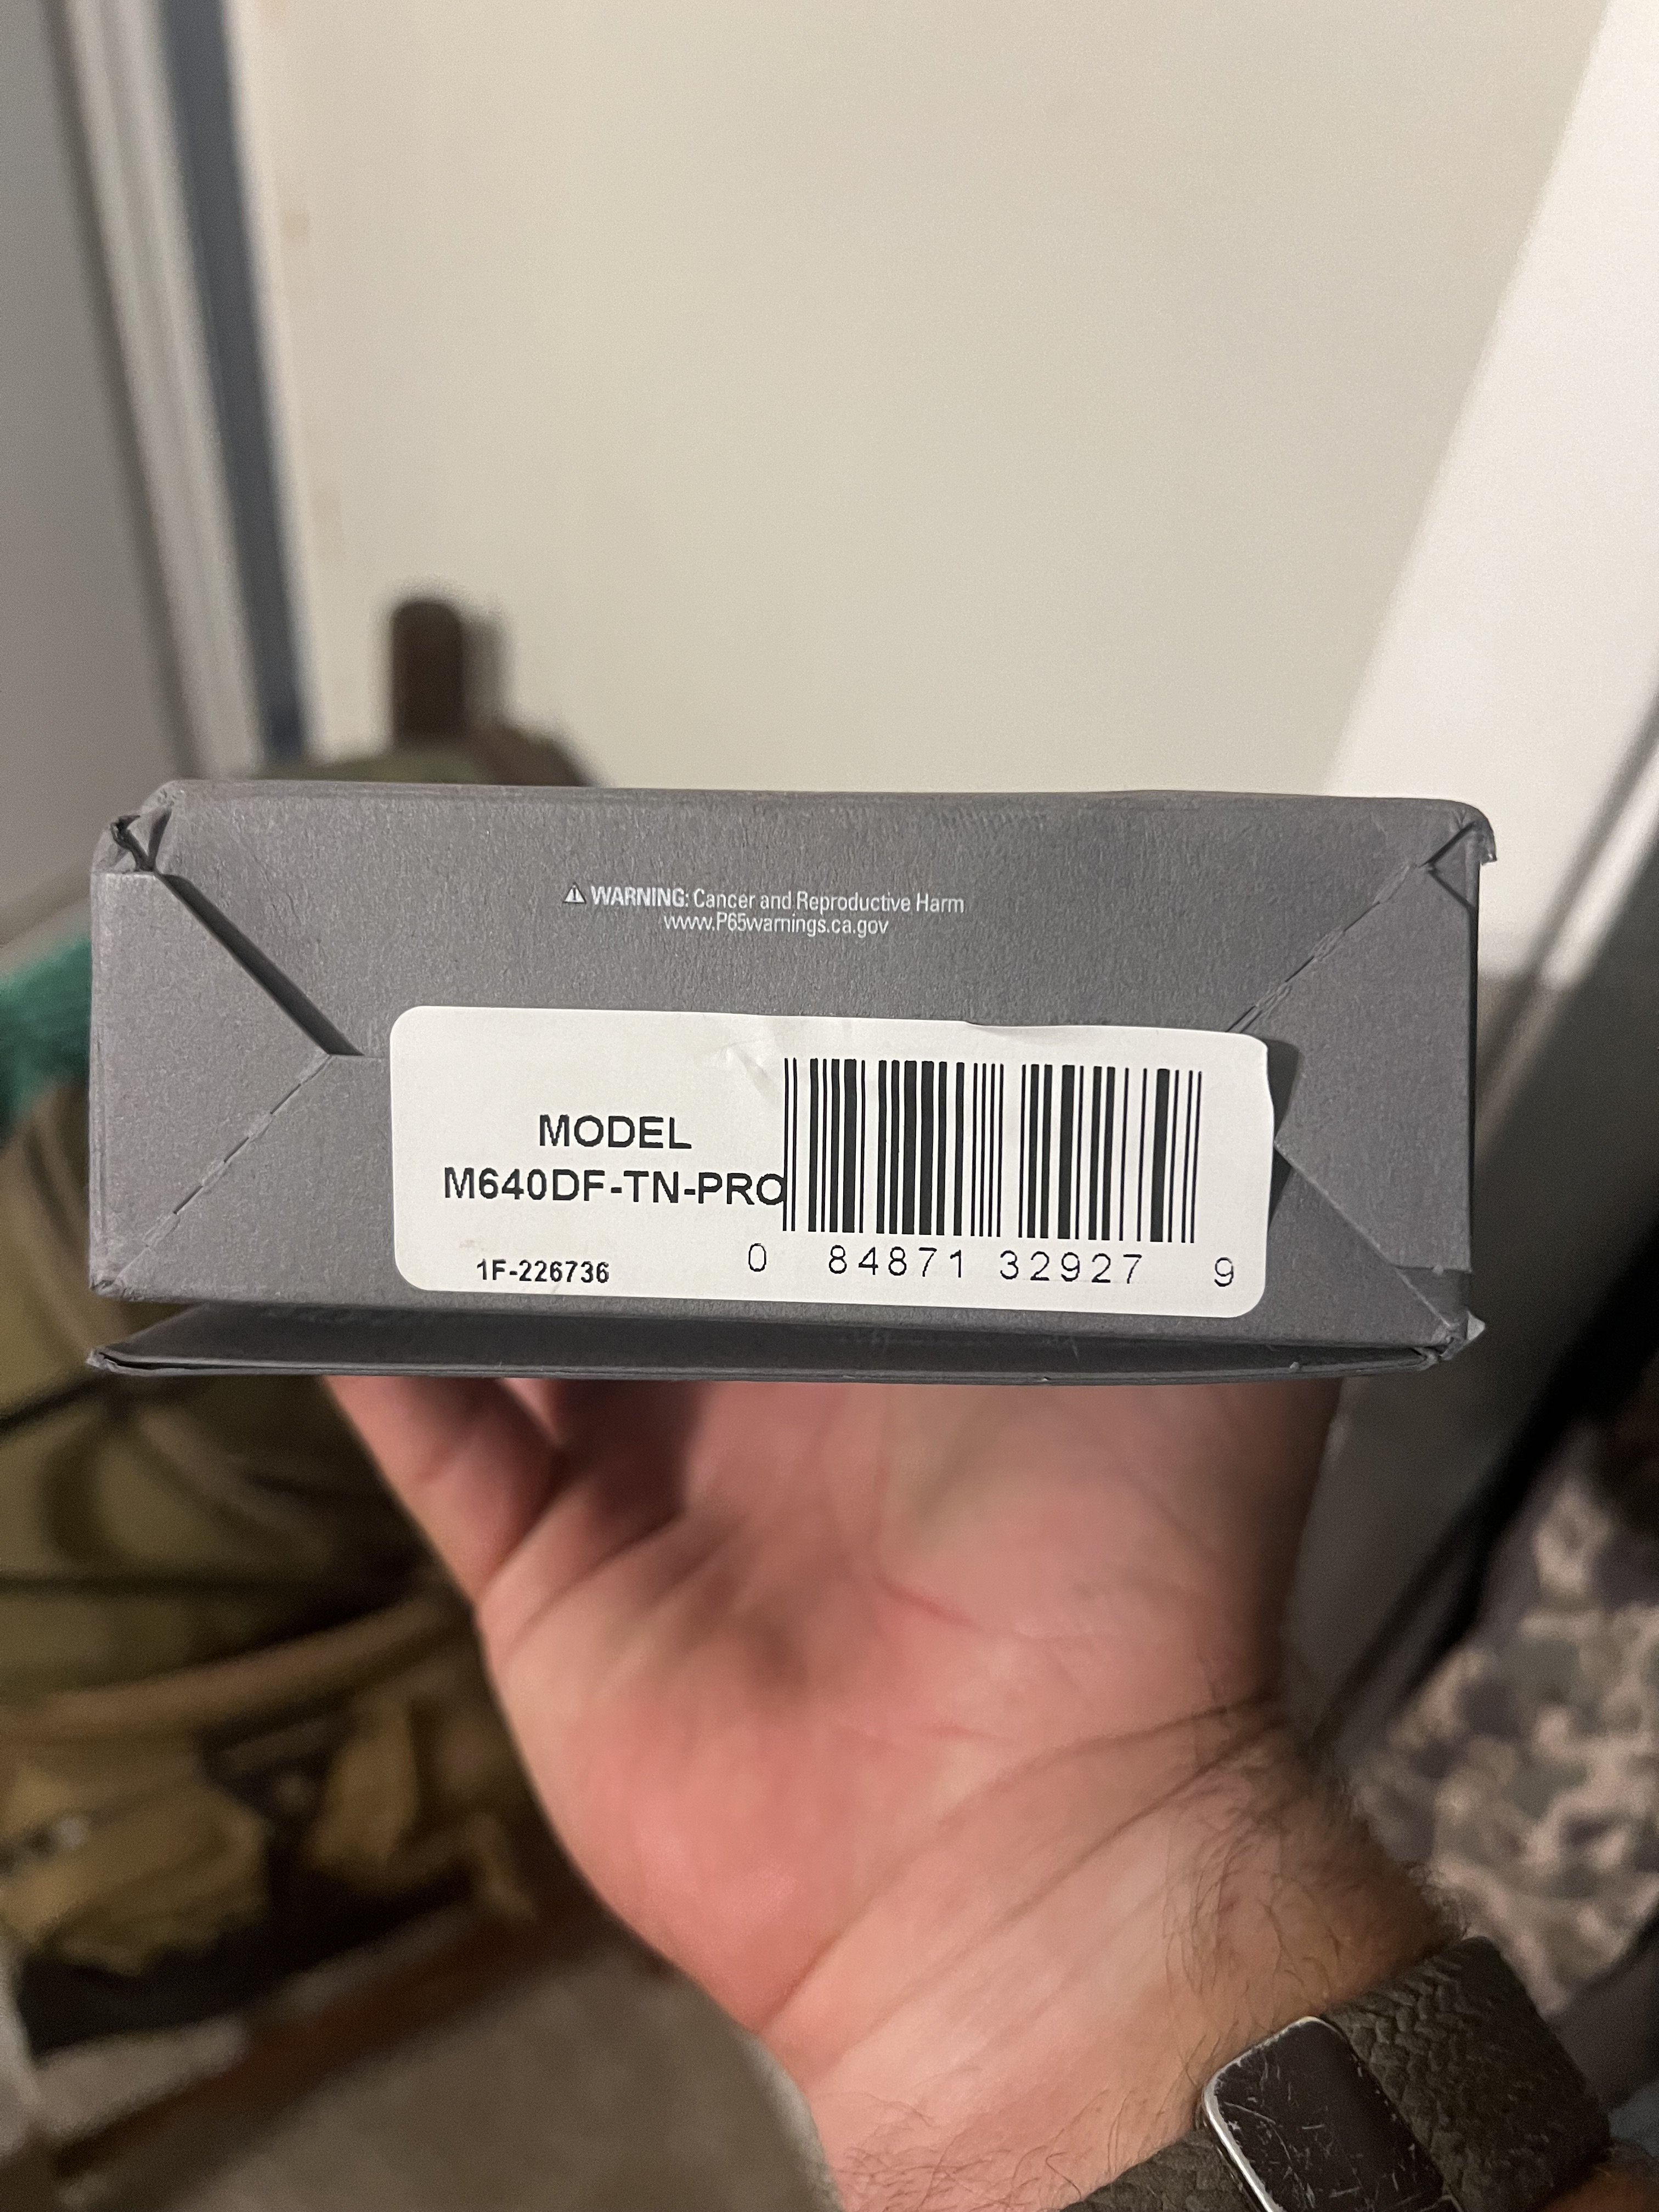 ⚠ WARNING: Cancer and Reproductive Harm
www.P65warnings.ca.gov
MODEL
M640DF-TN-PRO
1F-226736
0 84871 32927 9